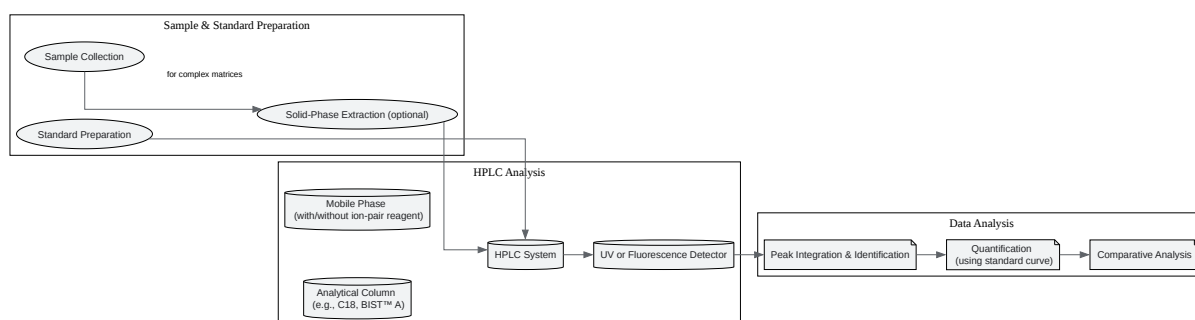 Sample & Standard Preparation
Sample Collection
for complex matrices
Solid-Phase Extraction (optional)
Standard Preparation
HPLC Analysis
Mobile Phase
(with/without ion-pair reagent)
HPLC System
UV or Fluorescence Detector
Analytical Column
(e.g., C18, BIST™ A)
Data Analysis
Peak Integration & Identification
Quantification
(using standard curve)
Comparative Analysis